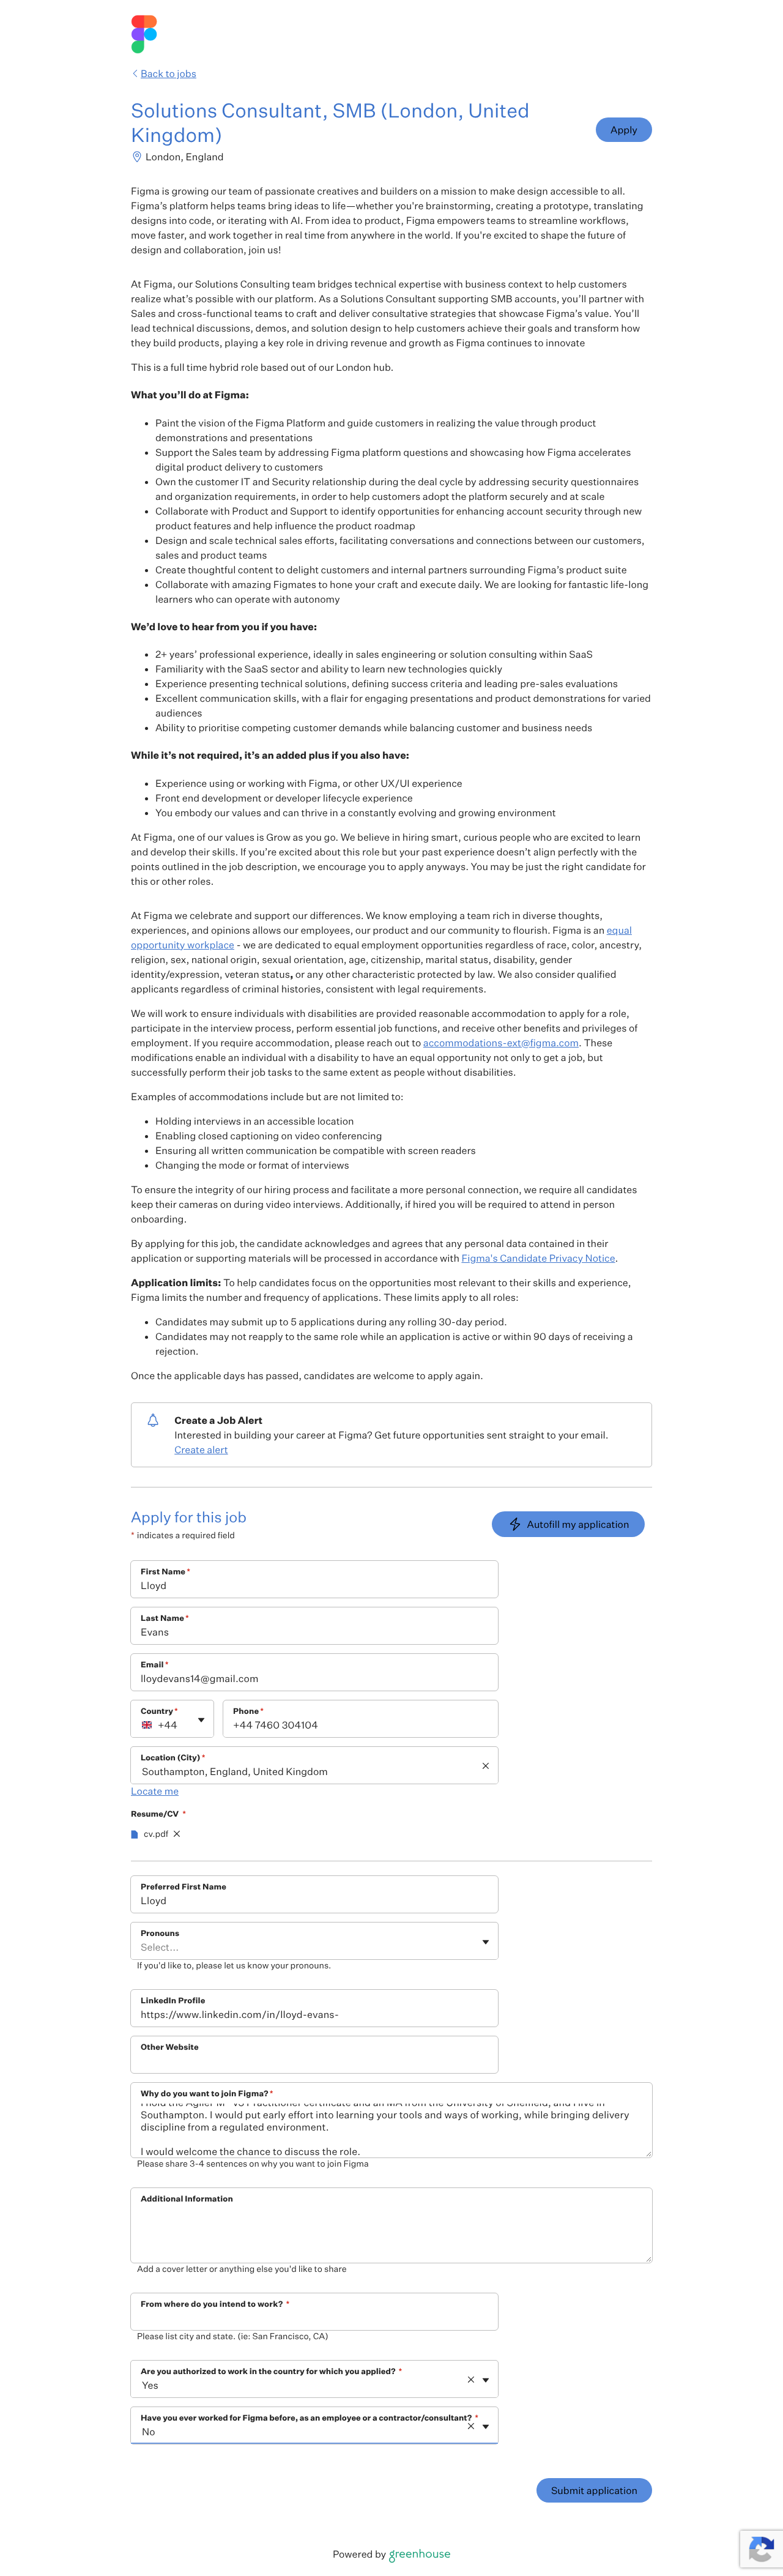 Back to jobs
Solutions Consultant, SMB (London, United
Kingdom)
Apply
London, England
Figma is growing our team of passionate creatives and builders on a mission to make design accessible to all.
Figma's platform helps teams bring ideas to life—whether you're brainstorming, creating a prototype, translating
designs into code, or iterating with AI. From idea to product, Figma empowers teams to streamline workflows,
move faster, and work together in real time from anywhere in the world. If you're excited to shape the future of
design and collaboration, join us!
At Figma, our Solutions Consulting team bridges technical expertise with business context to help customers
realize what's possible with our platform. As a Solutions Consultant supporting SMB accounts, you'll partner with
Sales and cross-functional teams to craft and deliver consultative strategies that showcase Figma's value. You'll
lead technical discussions, demos, and solution design to help customers achieve their goals and transform how
they build products, playing a key role in driving revenue and growth as Figma continues to innovate
This is a full time hybrid role based out of our London hub.
What you'll do at Figma:
• Paint the vision of the Figma Platform and guide customers in realizing the value through product
demonstrations and presentations
• Support the Sales team by addressing Figma platform questions and showcasing how Figma accelerates
digital product delivery to customers
• Own the customer IT and Security relationship during the deal cycle by addressing security questionnaires
and organization requirements, in order to help customers adopt the platform securely and at scale
• Collaborate with Product and Support to identify opportunities for enhancing account security through new
product features and help influence the product roadmap
• Design and scale technical sales efforts, facilitating conversations and connections between our customers,
sales and product teams
• Create thoughtful content to delight customers and internal partners surrounding Figma's product suite
• Collaborate with amazing Figmates to hone your craft and execute daily. We are looking for fantastic life-long
learners who can operate with autonomy
We'd love to hear from you if you have:
• 2+ years' professional experience, ideally in sales engineering or solution consulting within SaaS
• Familiarity with the SaaS sector and ability to learn new technologies quickly
• Experience presenting technical solutions, defining success criteria and leading pre-sales evaluations
• Excellent communication skills, with a flair for engaging presentations and product demonstrations for varied
audiences
• Ability to prioritise competing customer demands while balancing customer and business needs
While it's not required, it's an added plus if you also have:
• Experience using or working with Figma, or other UX/UI experience
• Front end development or developer lifecycle experience
• You embody our values and can thrive in a constantly evolving and growing environment
At Figma, one of our values is Grow as you go. We believe in hiring smart, curious people who are excited to learn
and develop their skills. If you're excited about this role but your past experience doesn't align perfectly with the
points outlined in the job description, we encourage you to apply anyways. You may be just the right candidate for
this or other roles.
At Figma we celebrate and support our differences. We know employing a team rich in diverse thoughts,
experiences, and opinions allows our employees, our product and our community to flourish. Figma is an equal
opportunity workplace - we are dedicated to equal employment opportunities regardless of race, color, ancestry,
religion, sex, national origin, sexual orientation, age, citizenship, marital status, disability, gender
identity/expression, veteran status, or any other characteristic protected by law. We also consider qualified
applicants regardless of criminal histories, consistent with legal requirements.
We will work to ensure individuals with disabilities are provided reasonable accommodation to apply for a role,
participate in the interview process, perform essential job functions, and receive other benefits and privileges of
employment. If you require accommodation, please reach out to accommodations-ext@figma.com. These
modifications enable an individual with a disability to have an equal opportunity not only to get a job, but
successfully perform their job tasks to the same extent as people without disabilities.
Examples of accommodations include but are not limited to:
• Holding interviews in an accessible location
• Enabling closed captioning on video conferencing
• Ensuring all written communication be compatible with screen readers
• Changing the mode or format of interviews
To ensure the integrity of our hiring process and facilitate a more personal connection, we require all candidates
keep their cameras on during video interviews. Additionally, if hired you will be required to attend in person
onboarding.
By applying for this job, the candidate acknowledges and agrees that any personal data contained in their
application or supporting materials will be processed in accordance with Figma's Candidate Privacy Notice.
Application limits: To help candidates focus on the opportunities most relevant to their skills and experience,
Figma limits the number and frequency of applications. These limits apply to all roles:
• Candidates may submit up to 5 applications during any rolling 30-day period.
• Candidates may not reapply to the same role while an application is active or within 90 days of receiving a
rejection.
Once the applicable days has passed, candidates are welcome to apply again.
Create a Job Alert
Interested in building your career at Figma? Get future opportunities sent straight to your email.
Create alert
Apply for this job
* indicates a required field
Autofill my application
First Name*
Lloyd
Last Name*
Evans
Email*
lloydevans14@gmail.com
Country*
+44
Phone*
+44 7460 304104
Location (City)*
Southampton, England, United Kingdom
Locate me
Resume/CV *
cv.pdf
Preferred First Name
Lloyd
Pronouns
Select...
If you'd like to, please let us know your pronouns.
LinkedIn Profile
https://www.linkedin.com/in/lloyd-evans-
Other Website
Why do you want to join Figma?*
I hold the AgilePM v3 Practitioner certificate and an MA from the University of Sheffield, and I live in
Southampton. I would put early effort into learning your tools and ways of working, while bringing delivery
discipline from a regulated environment.
I would welcome the chance to discuss the role.
Please share 3-4 sentences on why you want to join Figma
Additional Information
Add a cover letter or anything else you'd like to share
From where do you intend to work? *
Please list city and state. (ie: San Francisco, CA)
Are you authorized to work in the country for which you applied? *
Yes
Have you ever worked for Figma before, as an employee or a contractor/consultant? *
No
Submit application
Powered by greenhouse